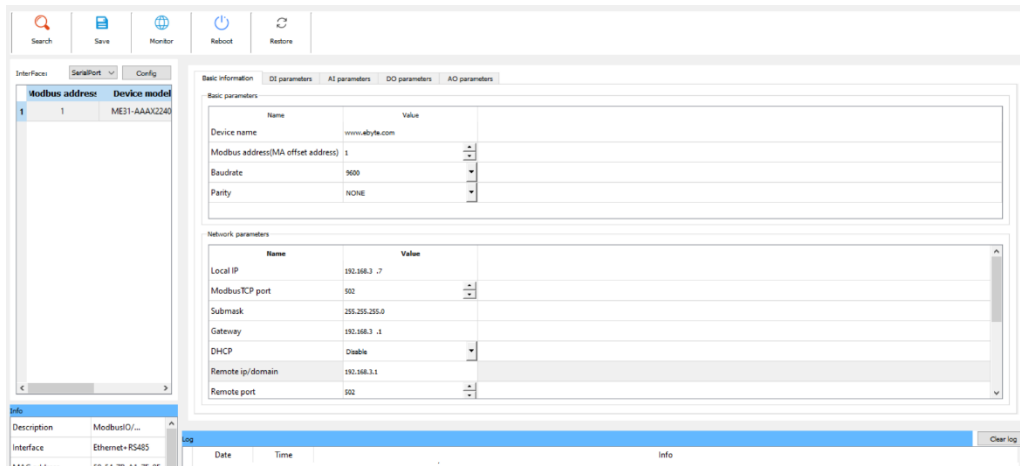 Search Save Monitor Reboot Restore
InterFace: SerialPort Config
Modbus address Device model
1 1 ME31-AAAX2240
Basic information DI parameters AI parameters DO parameters AO parameters
Basic parameters
Name Value
Device name www.ebyte.com
Modbus address(MA offset address) 1
Baudrate 9600
Parity NONE
Network parameters
Name Value
Local IP 192.168.3 .7
ModbusTCP port 502
Submask 255.255.255.0
Gateway 192.168.3 .1
DHCP Disable
Remote ip/domain 192.168.3.1
Remote port 502
Info
Description ModbusIO/...
Interface Ethernet+RS485
Log Clear log
Date Time Info